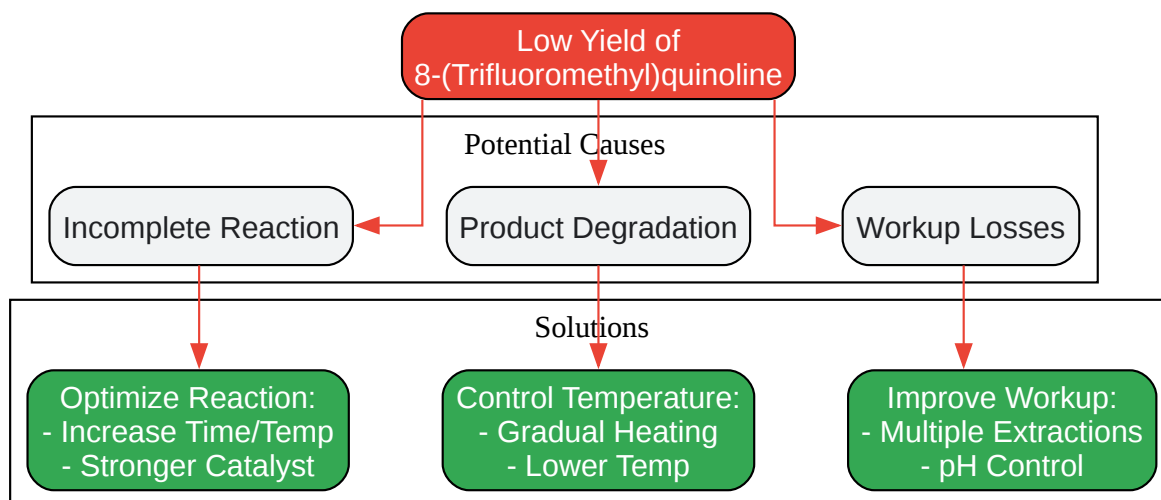 Low Yield of
8-(Trifluoromethyl)quinoline
Potential Causes
Incomplete Reaction
Product Degradation
Workup Losses
Solutions
Optimize Reaction:
- Increase Time/Temp
- Stronger Catalyst
Control Temperature:
- Gradual Heating
- Lower Temp
Improve Workup:
- Multiple Extractions
- pH Control